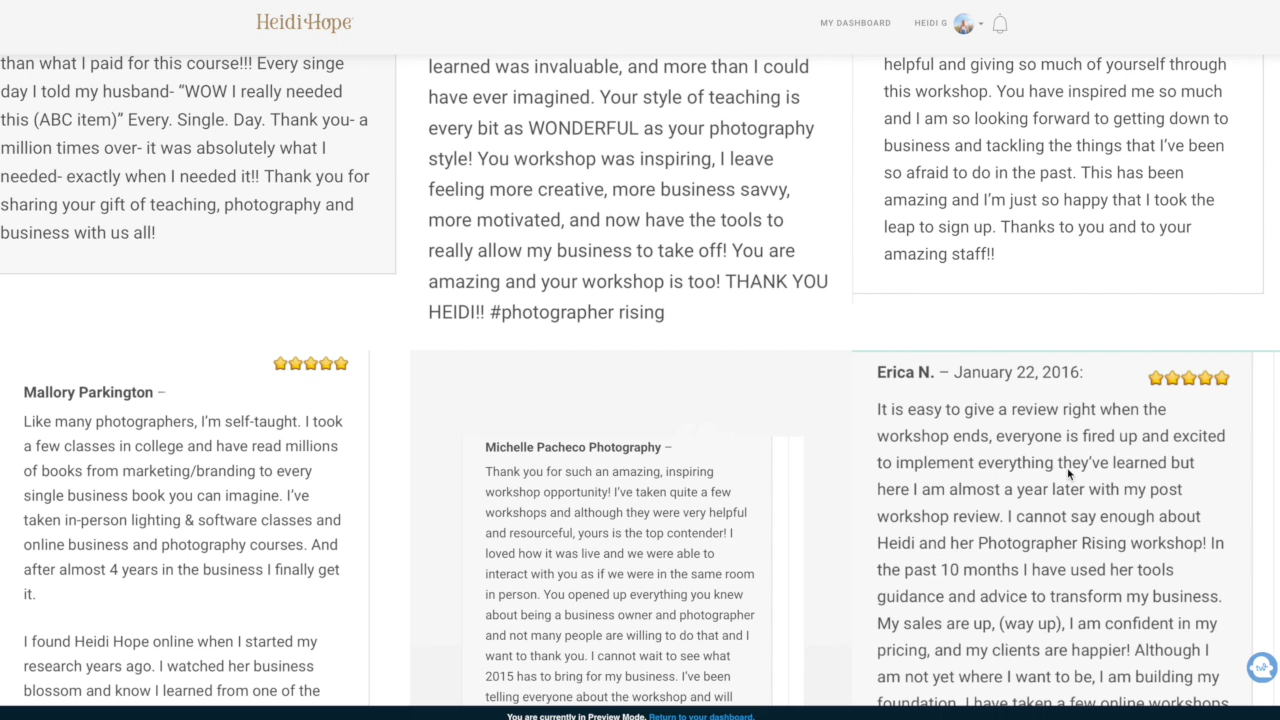 Heidi Hope
MY DASHBOARD
HEIDI G
than what I paid for this course!!! Every singe
day I told my husband- “WOW I really needed
this (ABC item)” Every. Single. Day. Thank you- a
million times over- it was absolutely what I
needed- exactly when I needed it!! Thank you for
sharing your gift of teaching, photography and
business with us all!
learned was invaluable, and more than I could
have ever imagined. Your style of teaching is
every bit as WONDERFUL as your photography
style! You workshop was inspiring, I leave
feeling more creative, more business savvy,
more motivated, and now have the tools to
really allow my business to take off! You are
amazing and your workshop is too! THANK YOU
HEIDI!! #photographer rising
helpful and giving so much of yourself through
this workshop. You have inspired me so much
and I am so looking forward to getting down to
business and tackling the things that I’ve been
so afraid to do in the past. This has been
amazing and I’m just so happy that I took the
leap to sign up. Thanks to you and to your
amazing staff!!
Mallory Parkington –
Like many photographers, I’m self-taught. I took
a few classes in college and have read millions
of books from marketing/branding to every
single business book you can imagine. I’ve
taken in-person lighting & software classes and
online business and photography courses. And
after almost 4 years in the business I finally get
it.
I found Heidi Hope online when I started my
research years ago. I watched her business
blossom and know I learned from one of the
Michelle Pacheco Photography –
Thank you for such an amazing, inspiring
workshop opportunity! I’ve taken quite a few
workshops and although they were very helpful
and resourceful, yours is the top contender! I
loved how it was live and we were able to
interact with you as if we were in the same room
in person. You opened up everything you knew
about being a business owner and photographer
and not many people are willing to do that and I
want to thank you. I cannot wait to see what
2015 has to bring for my business. I’ve been
telling everyone about the workshop and will
Erica N. – January 22, 2016:
It is easy to give a review right when the
workshop ends, everyone is fired up and excited
to implement everything they’ve learned but
here I am almost a year later with my post
workshop review. I cannot say enough about
Heidi and her Photographer Rising workshop! In
the past 10 months I have used her tools
guidance and advice to transform my business.
My sales are up, (way up), I am confident in my
pricing, and my clients are happier! Although I
am not yet where I want to be, I am building my
foundation. I have taken a few online workshops
You are currently in Preview Mode. Return to your dashboard.